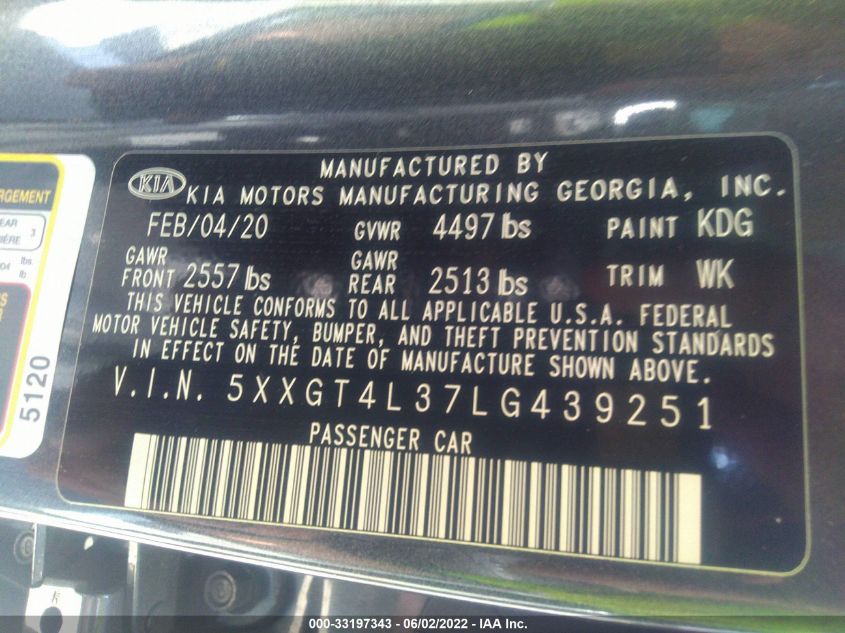 MANUFACTURED BY
KIA KIA MOTORS MANUFACTURING GEORGIA, INC.
FEB/04/20 GVWR 4497 lbs PAINT KDG
GAWR FRONT 2557 lbs GAWR REAR 2513 lbs TRIM WK
THIS VEHICLE CONFORMS TO ALL APPLICABLE U.S.A. FEDERAL
MOTOR VEHICLE SAFETY, BUMPER, AND THEFT PREVENTION STANDARDS
IN EFFECT ON THE DATE OF MANUFACTURE SHOWN ABOVE.
V.I.N. 5XXGT4L37LG439251
PASSENGER CAR
3
lbs
5120
000-33197343 - 06/02/2022 - IAA Inc.